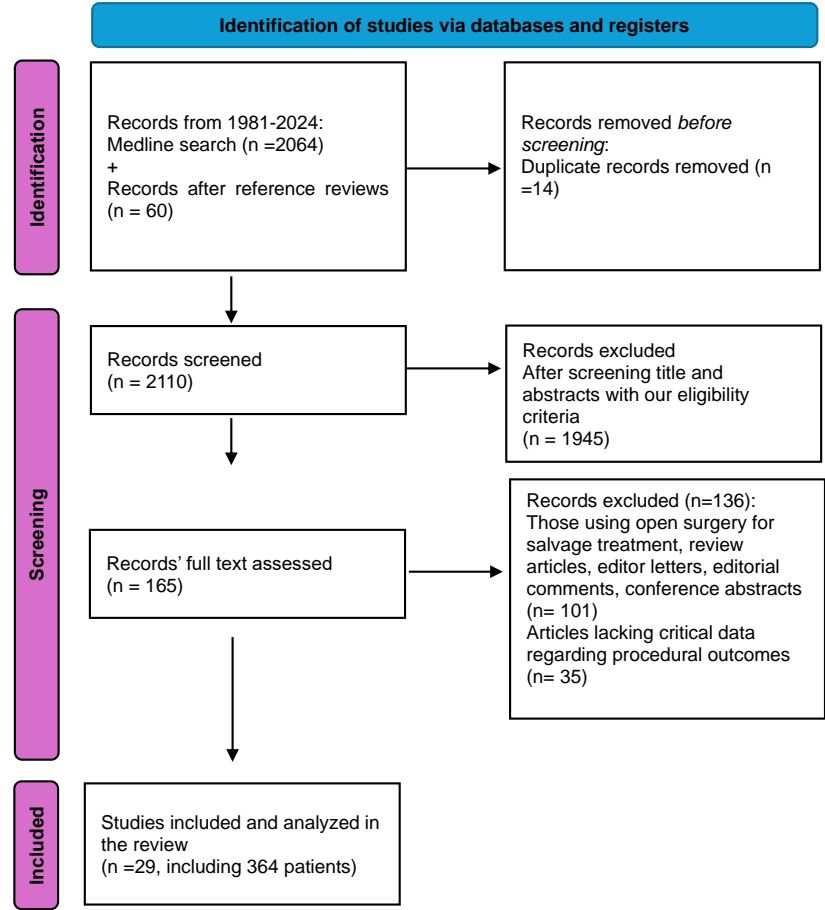 Identification of studies via databases and registers
Identification
Records from 1981-2024:
Medline search (n =2064)
+
Records after reference reviews
(n = 60)
Records removed before
screening:
Duplicate records removed (n
=14)
Screening
Records screened
(n = 2110)
Records excluded
After screening title and
abstracts with our eligibility
criteria
(n = 1945)
Records’ full text assessed
(n = 165)
Records excluded (n=136):
Those using open surgery for
salvage treatment, review
articles, editor letters, editorial
comments, conference abstracts
(n= 101)
Articles lacking critical data
regarding procedural outcomes
(n= 35)
Included
Studies included and analyzed in
the review
(n =29, including 364 patients)